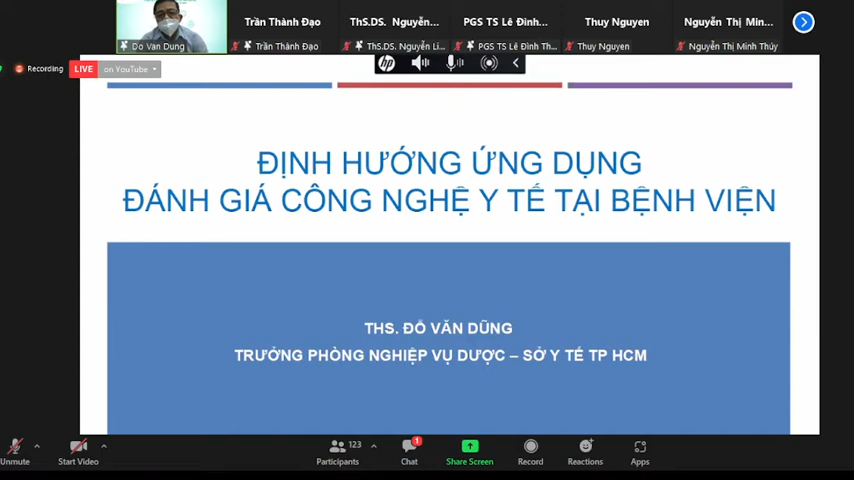 Trần Thành Đạo
ThS.DS. Nguyễn...
PGS TS Lê Đình...
Thuy Nguyen
Nguyễn Thị Min...
Do Van Dung
Trần Thành Đạo
ThS.DS. Nguyễn Li...
PGS TS Lê Đình Th...
Thuy Nguyen
Nguyễn Thị Minh Thúy
Recording
LIVE
on YouTube
hp
ĐỊNH HƯỚNG ỨNG DỤNG
ĐÁNH GIÁ CÔNG NGHỆ Y TẾ TẠI BỆNH VIỆN
THS. ĐỖ VĂN DŨNG
TRƯỞNG PHÒNG NGHIỆP VỤ DƯỢC – SỞ Y TẾ TP HCM
123
1
Unmute
Start Video
Participants
Chat
Share Screen
Record
Reactions
Apps